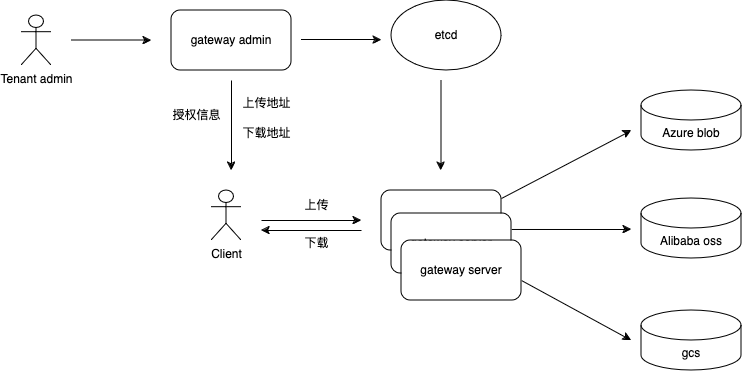 Tenant admin
gateway admin
etcd
授权信息
上传地址
下载地址
Client
上传
下载
gateway server
Azure blob
Alibaba oss
gcs